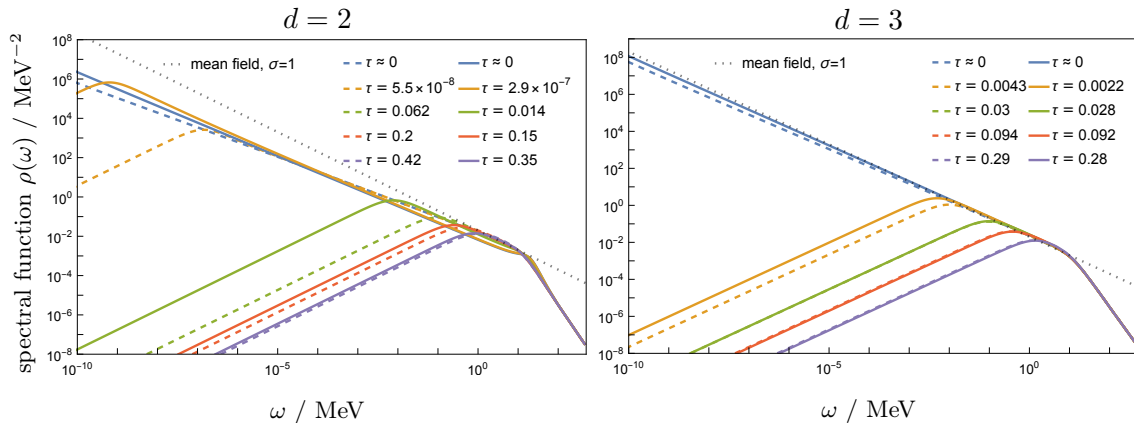 d = 2
spectral function ρ(ω) / MeV⁻²
10⁸
10⁶
10⁴
10²
10⁰
10⁻²
10⁻⁴
10⁻⁶
10⁻⁸
mean field, σ=1
τ ≈ 0 τ ≈ 0
τ = 5.5×10⁻⁸ τ = 2.9×10⁻⁷
τ = 0.062 τ = 0.014
τ = 0.2 τ = 0.15
τ = 0.42 τ = 0.35
10⁻¹⁰ 10⁻⁵ 10⁰
ω / MeV
d = 3
10⁸
10⁶
10⁴
10²
10⁰
10⁻²
10⁻⁴
10⁻⁶
10⁻⁸
mean field, σ=1
τ ≈ 0 τ ≈ 0
τ = 0.0043 τ = 0.0022
τ = 0.03 τ = 0.028
τ = 0.094 τ = 0.092
τ = 0.29 τ = 0.28
10⁻¹⁰ 10⁻⁵ 10⁰
ω / MeV